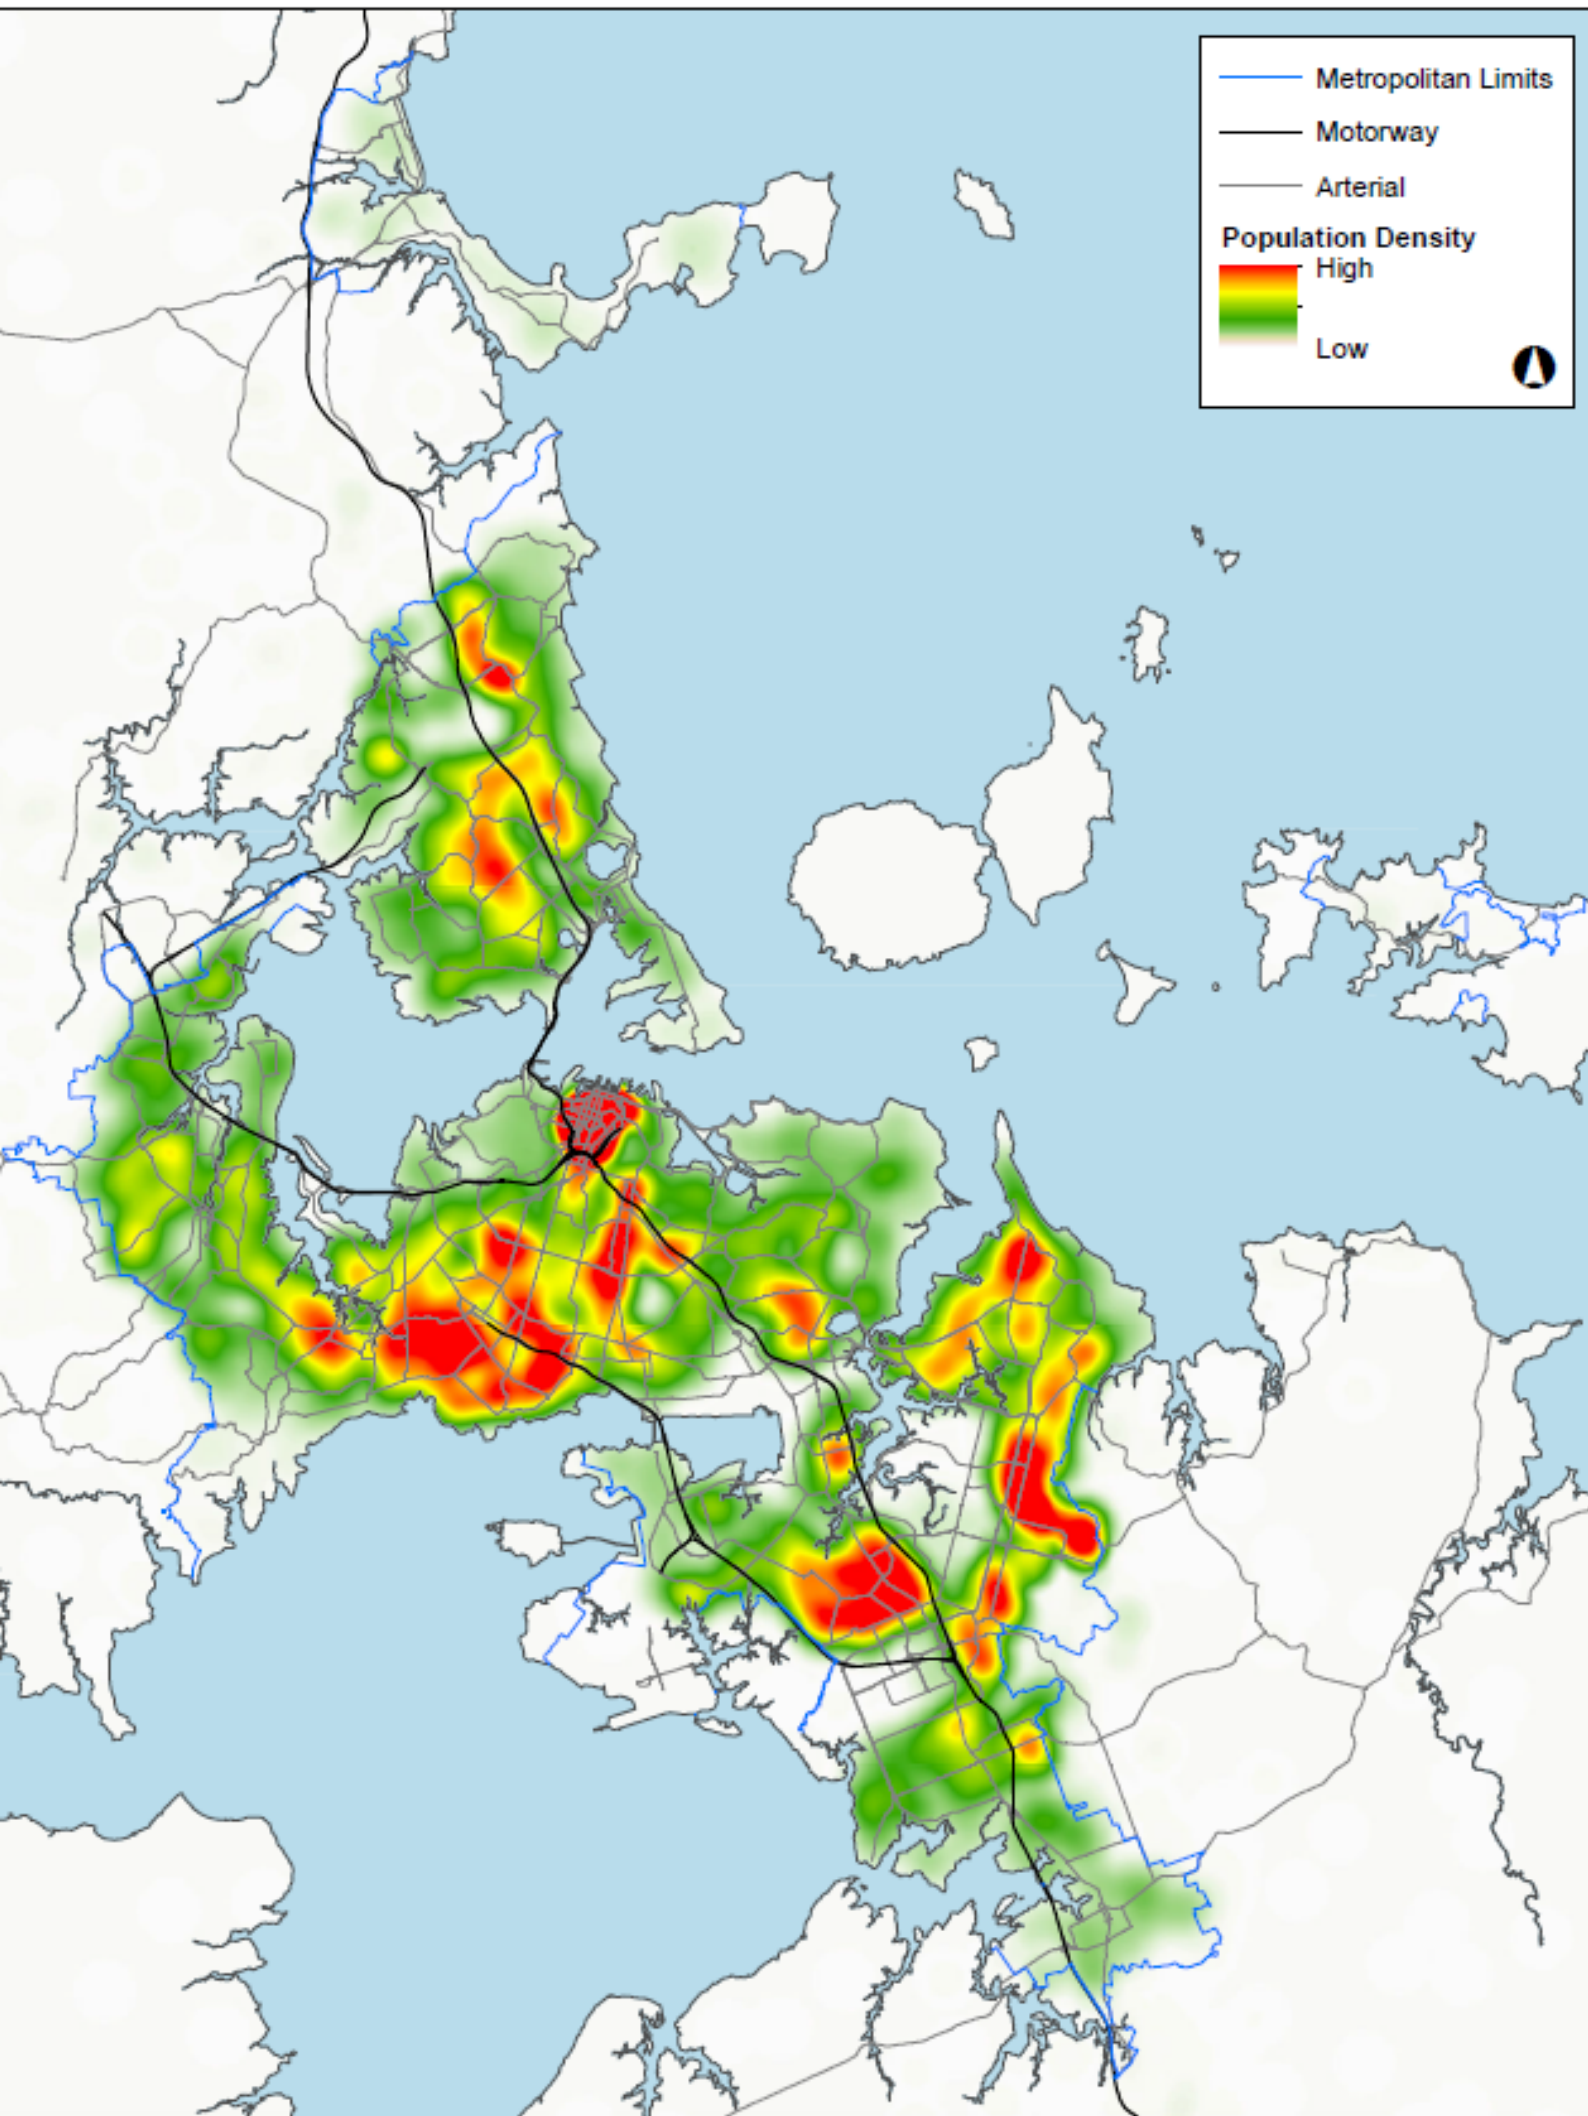 Metropolitan Limits
Motorway
Arterial
Population Density
High
Low